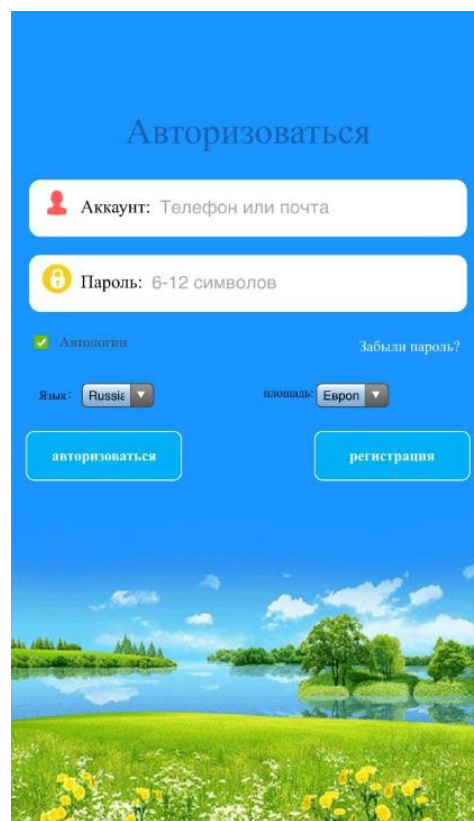 Авторизоваться
Аккаунт: Телефон или почта
Пароль: 6-12 символов
Автологин
Забыли пароль?
Язык: Russia
площадь: Европ
авторизоваться
регистрация